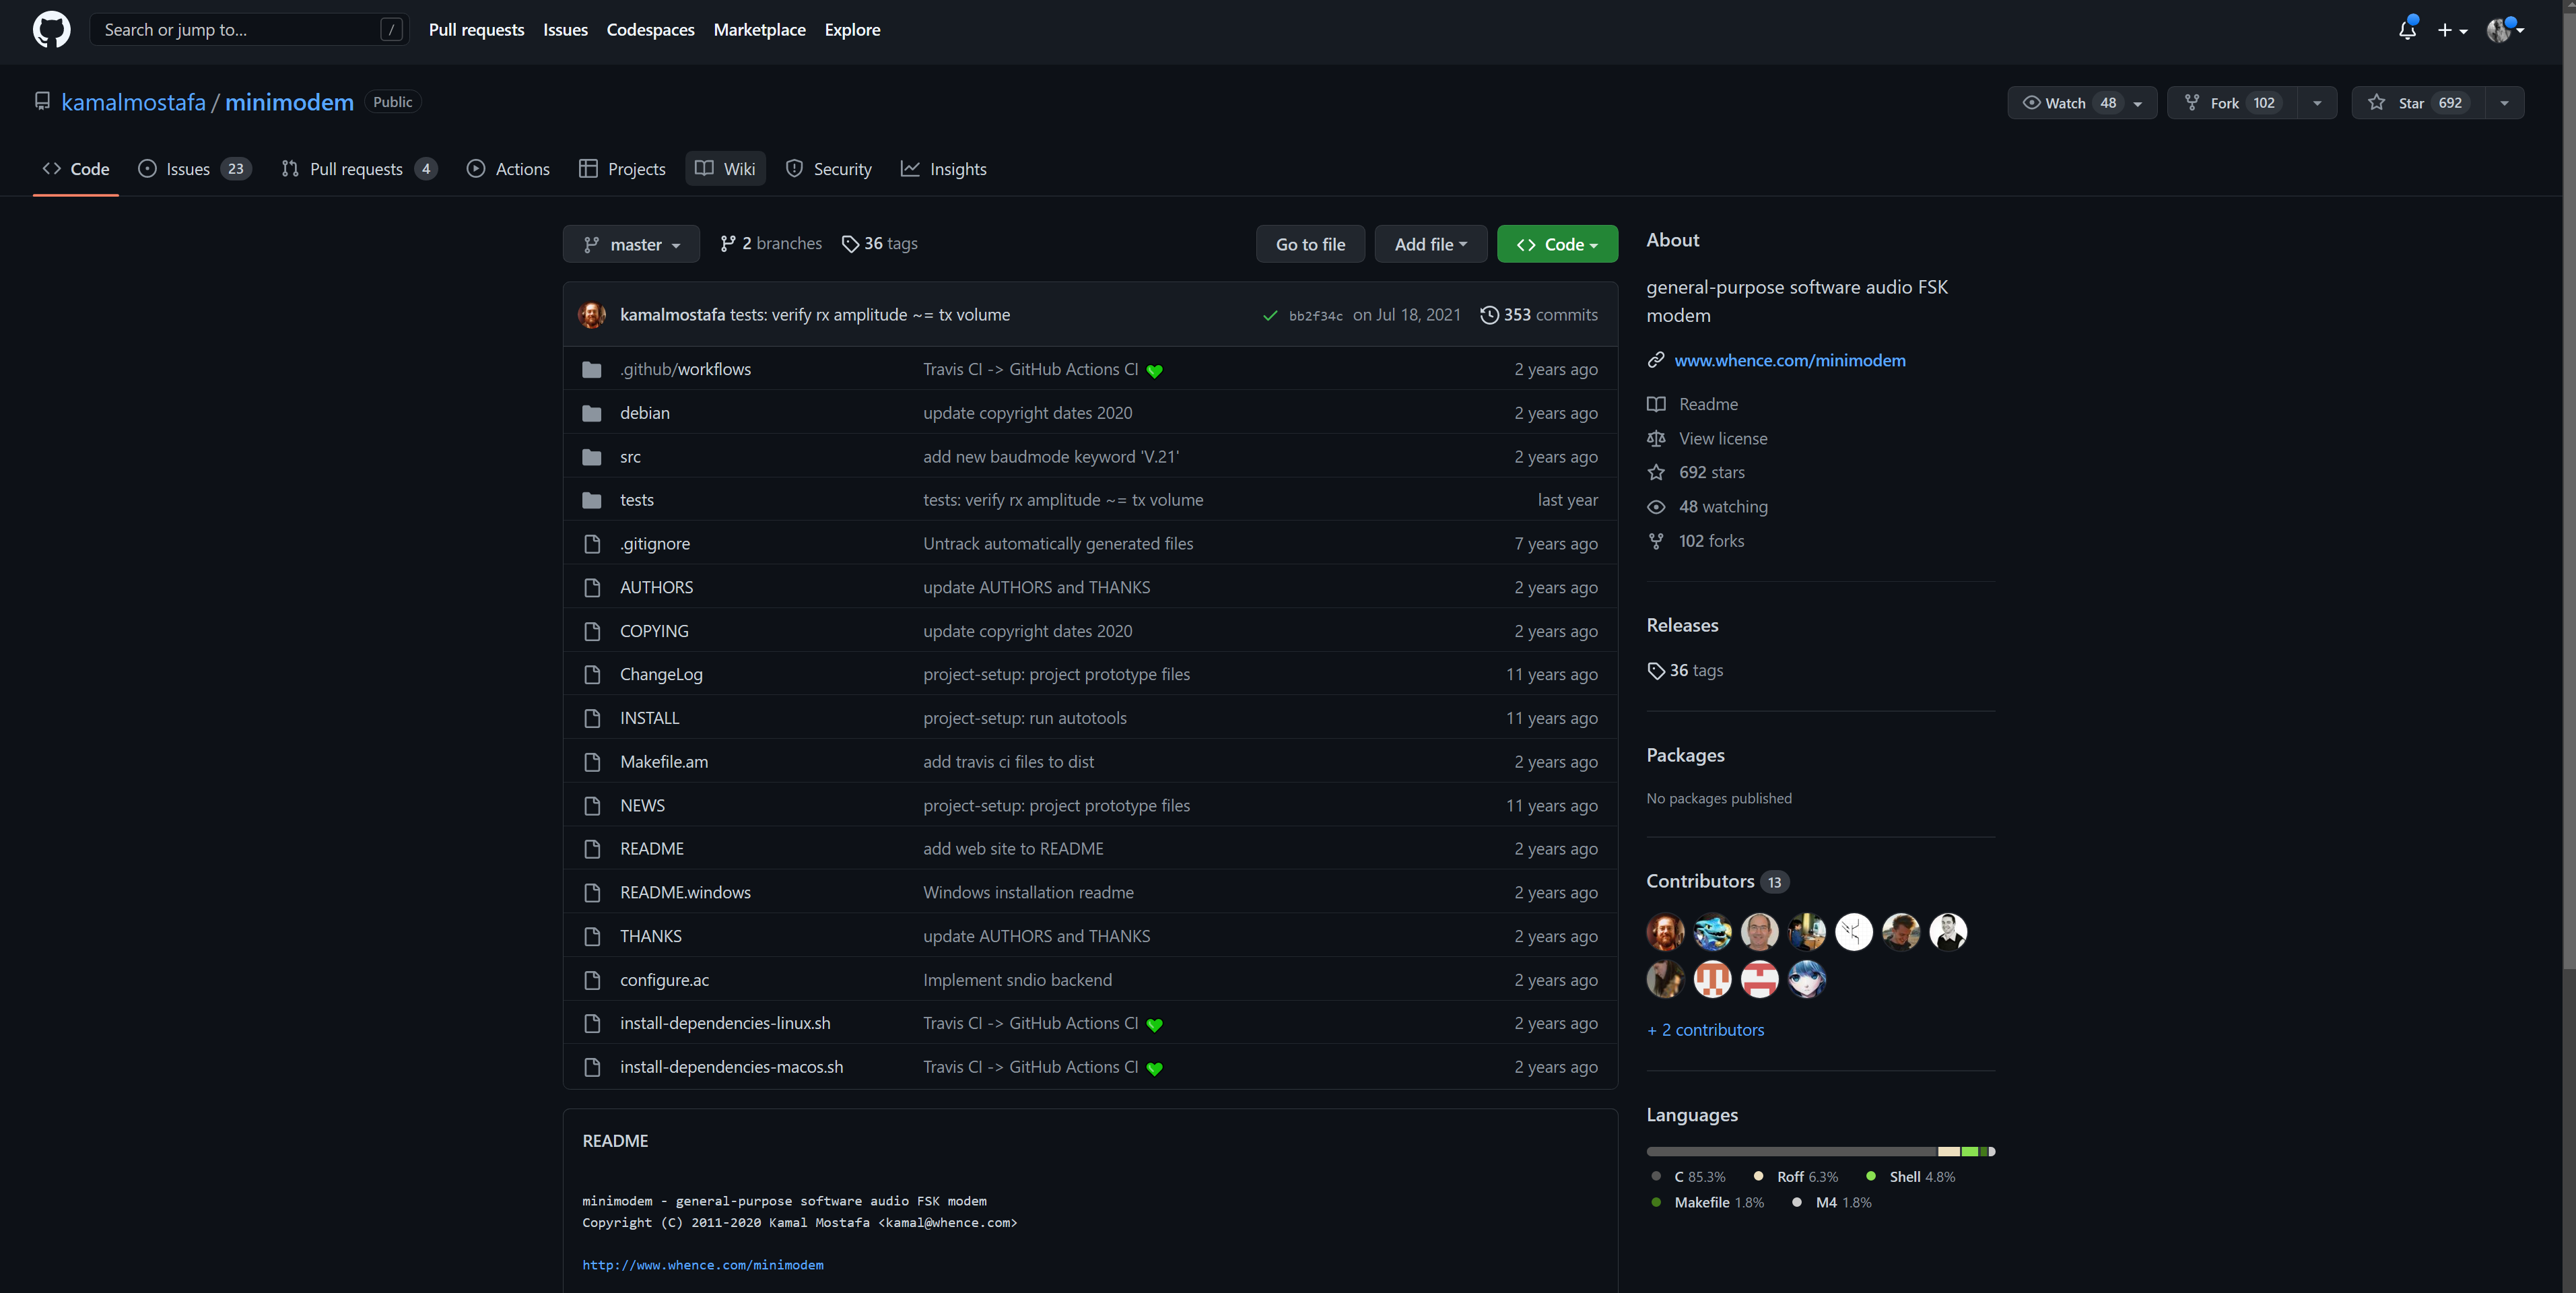 Search or jump to... /
Pull requests Issues Codespaces Marketplace Explore
kamalmostafa / minimodem Public
Watch 48 Fork 102 Star 692
Code Issues 23 Pull requests 4 Actions Projects Wiki Security Insights
master 2 branches 36 tags Go to file Add file Code
kamalmostafa tests: verify rx amplitude ~= tx volume bb2f34c on Jul 18, 2021 353 commits
.github/workflows Travis CI -> GitHub Actions CI 2 years ago
debian update copyright dates 2020 2 years ago
src add new baudmode keyword 'V.21' 2 years ago
tests tests: verify rx amplitude ~= tx volume last year
.gitignore Untrack automatically generated files 7 years ago
AUTHORS update AUTHORS and THANKS 2 years ago
COPYING update copyright dates 2020 2 years ago
ChangeLog project-setup: project prototype files 11 years ago
INSTALL project-setup: run autotools 11 years ago
Makefile.am add travis ci files to dist 2 years ago
NEWS project-setup: project prototype files 11 years ago
README add web site to README 2 years ago
README.windows Windows installation readme 2 years ago
THANKS update AUTHORS and THANKS 2 years ago
configure.ac Implement sndio backend 2 years ago
install-dependencies-linux.sh Travis CI -> GitHub Actions CI 2 years ago
install-dependencies-macos.sh Travis CI -> GitHub Actions CI 2 years ago
README
minimodem - general-purpose software audio FSK modem
Copyright (C) 2011-2020 Kamal Mostafa <kamal@whence.com>
http://www.whence.com/minimodem
About
general-purpose software audio FSK
modem
www.whence.com/minimodem
Readme
View license
692 stars
48 watching
102 forks
Releases
36 tags
Packages
No packages published
Contributors 13
+ 2 contributors
Languages
C 85.3% Roff 6.3% Shell 4.8%
Makefile 1.8% M4 1.8%